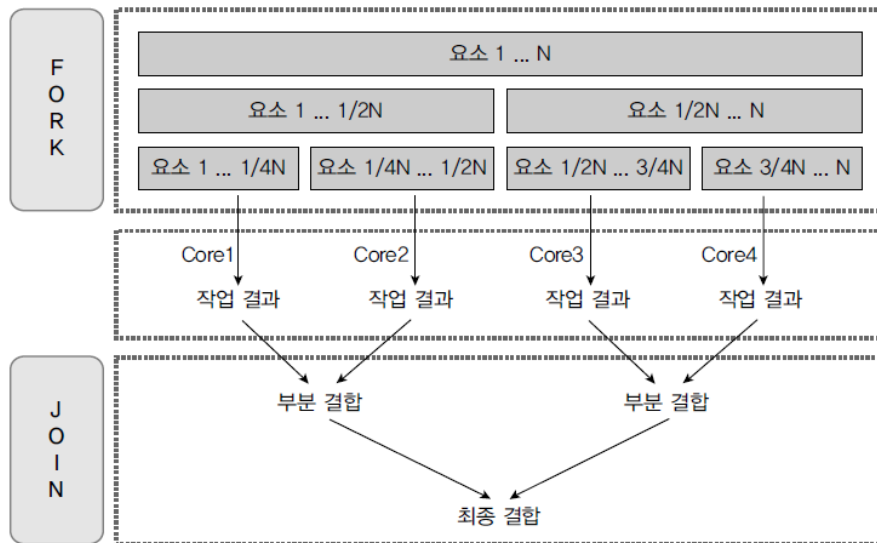 FORK
요소 1 ... N
요소 1 ... 1/2N
요소 1/2N ... N
요소 1 ... 1/4N
요소 1/4N ... 1/2N
요소 1/2N ... 3/4N
요소 3/4N ... N
Core1
Core2
Core3
Core4
작업 결과
작업 결과
작업 결과
작업 결과
JOIN
부분 결합
부분 결합
최종 결합